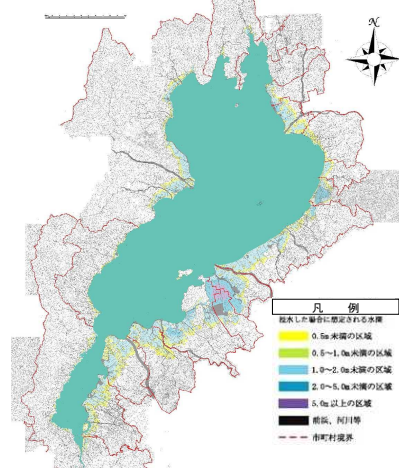 N
凡 例
浸水した場合に想定される水深
0.5m未満の区域
0.5〜1.0m未満の区域
1.0〜2.0m未満の区域
2.0〜5.0m未満の区域
5.0m以上の区域
前浜、河川等
市町村境界